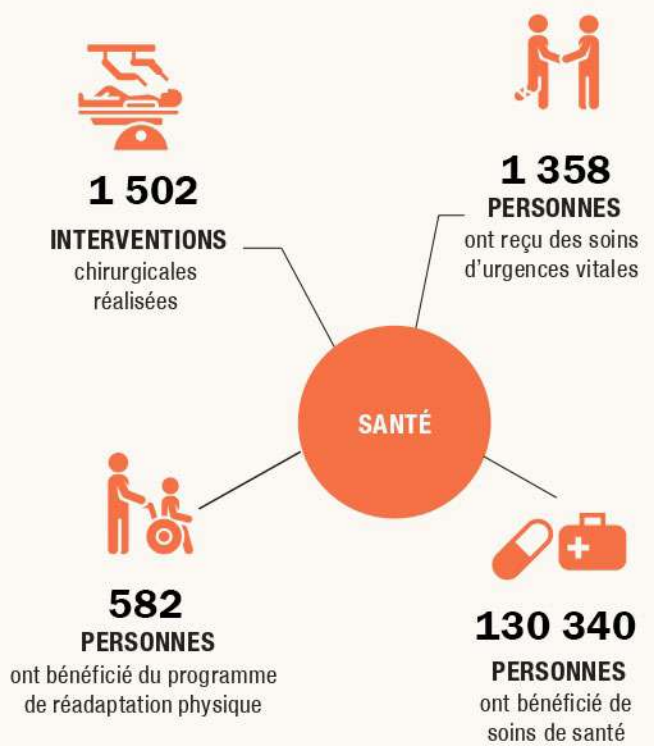 1 502
INTERVENTIONS
chirurgicales
réalisées
1 358
PERSONNES
ont reçu des soins
d'urgences vitales
SANTÉ
582
PERSONNES
ont bénéficié du programme
de réadaptation physique
130 340
PERSONNES
ont bénéficié de
soins de santé